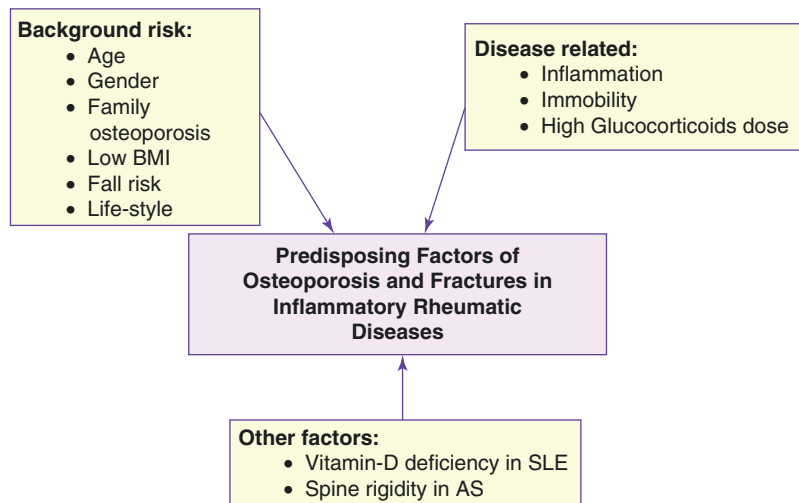 Background risk:
• Age
• Gender
• Family
osteoporosis
• Low BMI
• Fall risk
• Life-style
Disease related:
• Inflammation
• Immobility
• High Glucocorticoids dose
Predisposing Factors of
Osteoporosis and Fractures in
Inflammatory Rheumatic
Diseases
Other factors:
• Vitamin-D deficiency in SLE
• Spine rigidity in AS